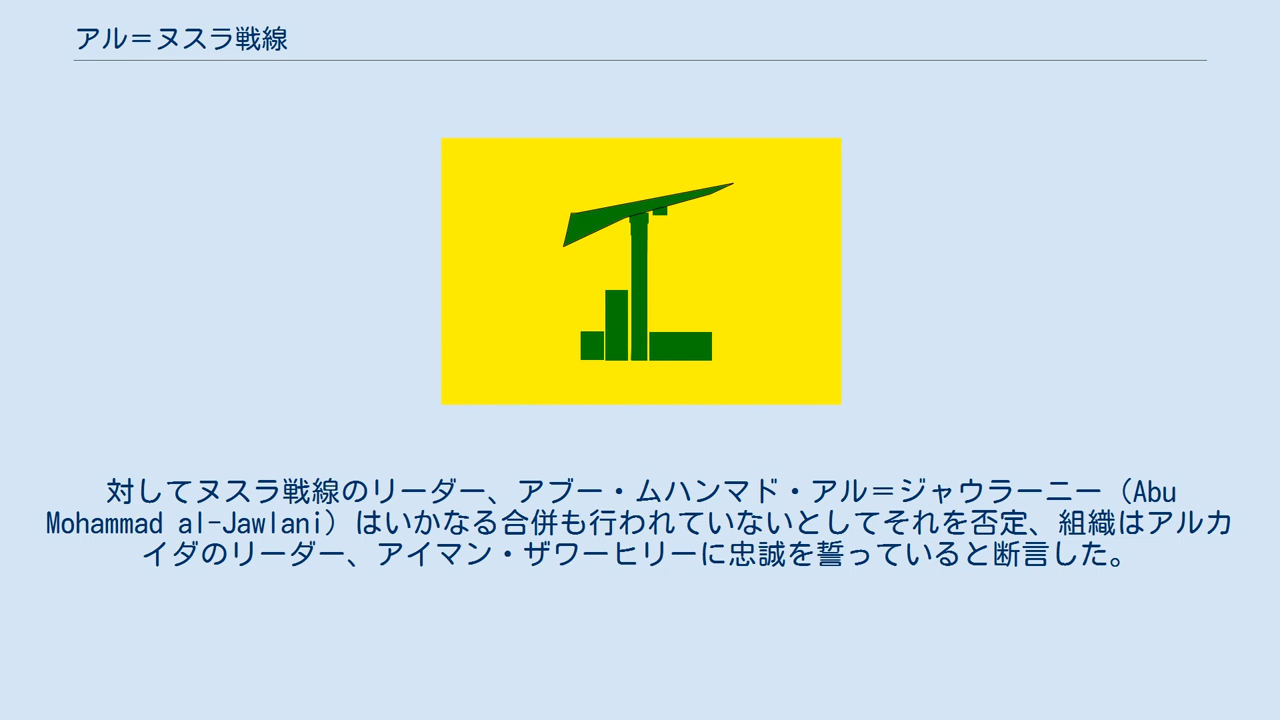 アル＝ヌスラ戦線
対してヌスラ戦線のリーダー、アブー・ムハンマド・アル＝ジャウラーニー（Abu
Mohammad al-Jawlani）はいかなる合併も行われていないとしてそれを否定、組織はアルカ
イダのリーダー、アイマン・ザワーヒリーに忠誠を誓っていると断言した。